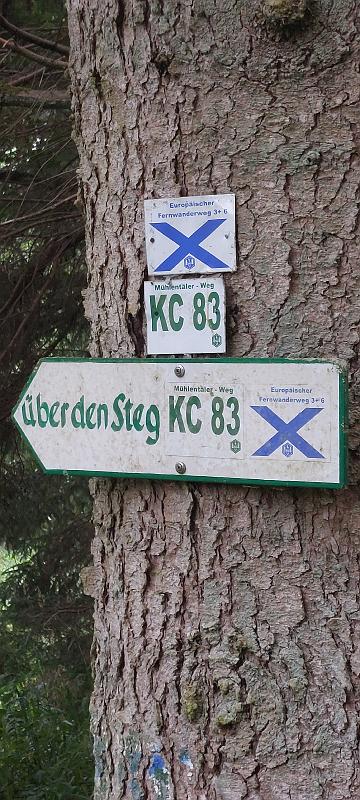 Europäischer
Fernwanderweg 3+6
Mühlentäler - Weg
KC 83
über den Steg
Mühlentäler - Weg
KC 83
Europäischer
Fernwanderweg 3+6